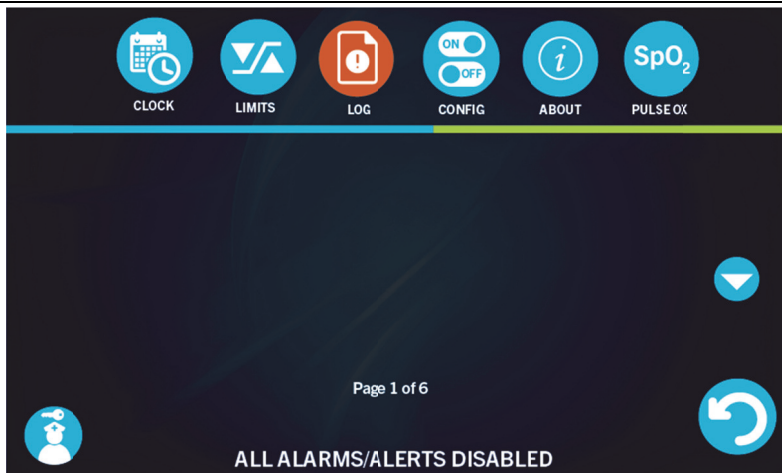 ON
OFF
i
SpO₂
CLOCK LIMITS LOG CONFIG ABOUT PULSE OX
Page 1 of 6
ALL ALARMS/ALERTS DISABLED